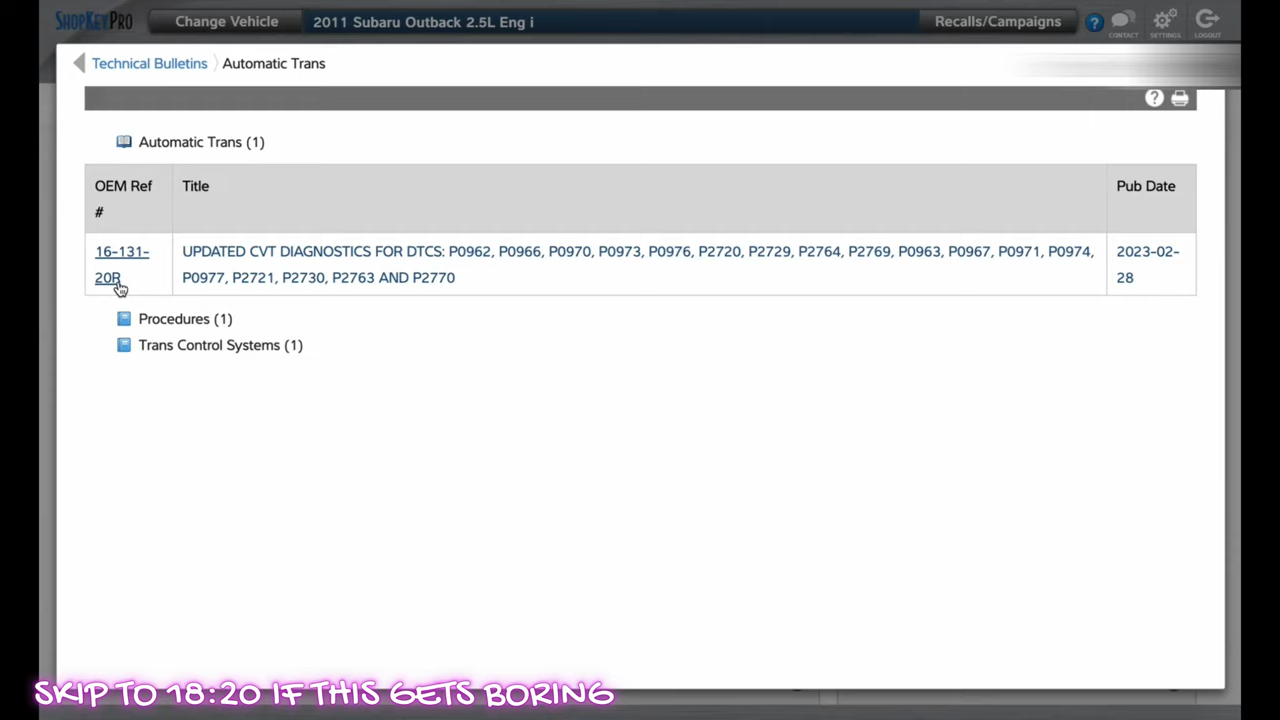 SHOPKEYPRO Change Vehicle 2011 Subaru Outback 2.5L Eng i Recalls/Campaigns ? CONTACT SETTINGS LOGOUT
Technical Bulletins Automatic Trans
?
Automatic Trans (1)
OEM Ref # Title Pub Date
16-131-20R UPDATED CVT DIAGNOSTICS FOR DTCS: P0962, P0966, P0970, P0973, P0976, P2720, P2729, P2764, P2769, P0963, P0967, P0971, P0974, 2023-02-28
P0977, P2721, P2730, P2763 AND P2770
Procedures (1)
Trans Control Systems (1)
SKIP TO 18:20 IF THIS GETS BORING